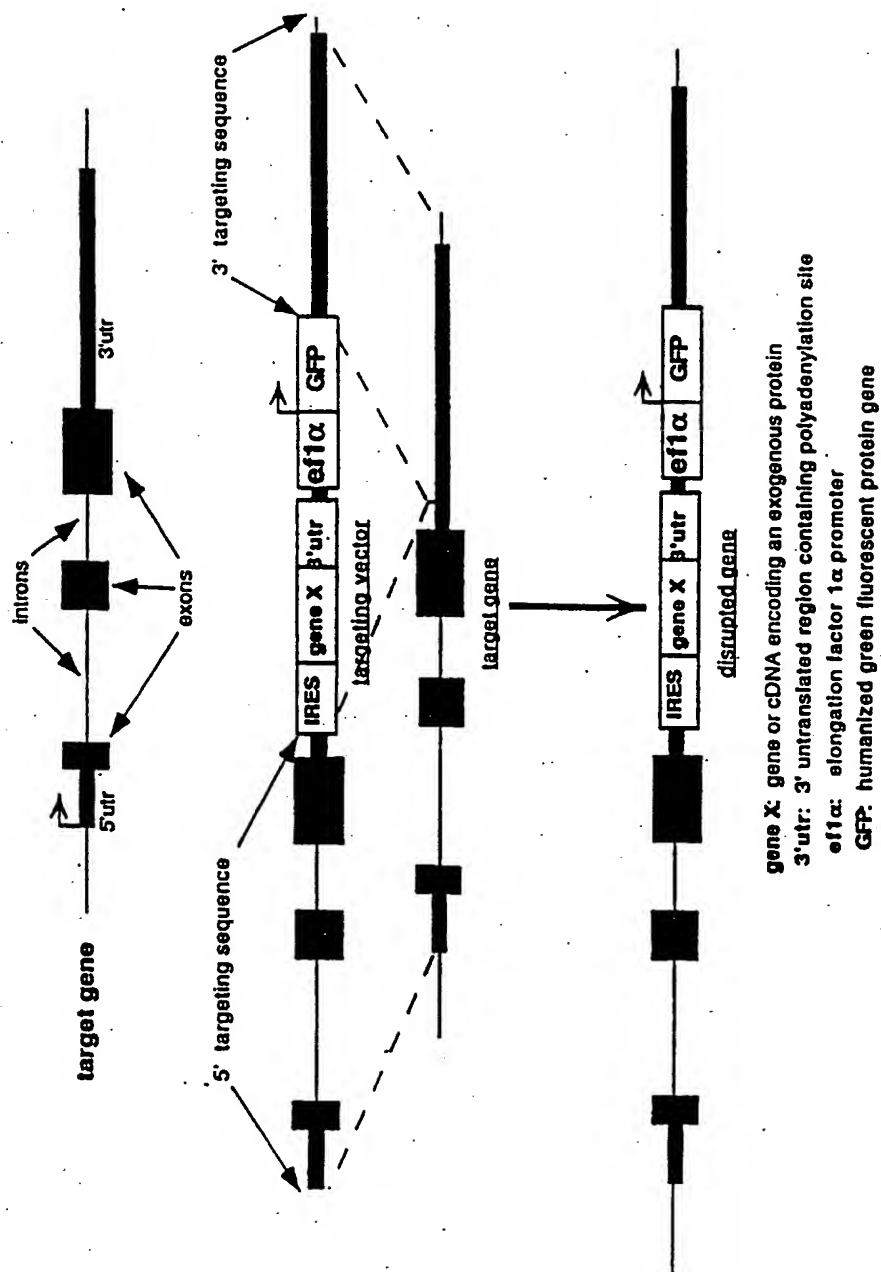 target gene
5'utr
introns
exons
3'utr
5' targeting sequence
3' targeting sequence
IRES
gene X
3'utr
ef1α
GFP
targeting vector
target gene
IRES
gene X
3'utr
ef1α
GFP
disrupted gene
gene X: gene or cDNA encoding an exogenous protein
3'utr: 3' untranslated region containing polyadenylation site
ef1α: elongation factor 1α promoter
GFP: humanized green fluorescent protein gene